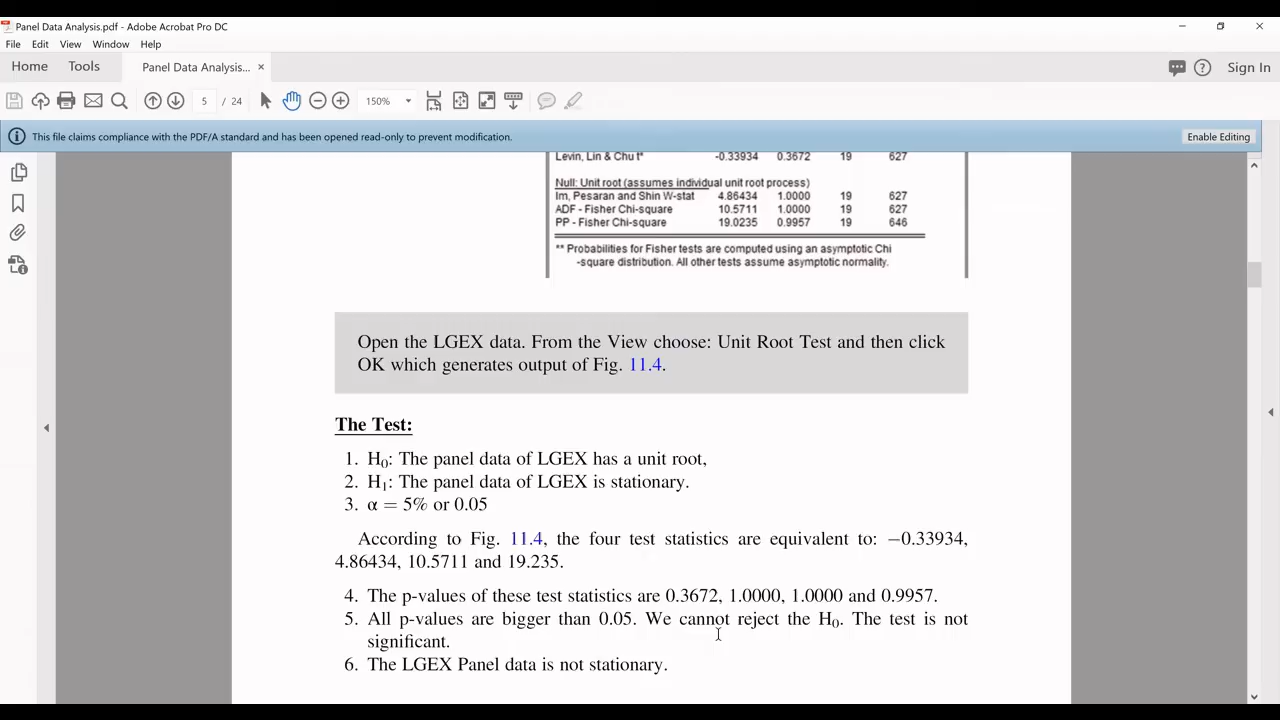 Panel Data Analysis.pdf - Adobe Acrobat Pro DC
File Edit View Window Help
Home Tools Panel Data Analysis... × Sign In
5 / 24 150%
This file claims compliance with the PDF/A standard and has been opened read-only to prevent modification. Enable Editing
Levin, Lin & Chu t* -0.33934 0.3672 19 627
Null: Unit root (assumes individual unit root process)
Im, Pesaran and Shin W-stat 4.86434 1.0000 19 627
ADF - Fisher Chi-square 10.5711 1.0000 19 627
PP - Fisher Chi-square 19.0235 0.9957 19 646
** Probabilities for Fisher tests are computed using an asymptotic Chi
-square distribution. All other tests assume asymptotic normality.
Open the LGEX data. From the View choose: Unit Root Test and then click
OK which generates output of Fig. 11.4.
The Test:
1. H₀: The panel data of LGEX has a unit root,
2. H₁: The panel data of LGEX is stationary.
3. α = 5% or 0.05
According to Fig. 11.4, the four test statistics are equivalent to: −0.33934,
4.86434, 10.5711 and 19.235.
4. The p-values of these test statistics are 0.3672, 1.0000, 1.0000 and 0.9957.
5. All p-values are bigger than 0.05. We cannot reject the H₀. The test is not
significant.
6. The LGEX Panel data is not stationary.